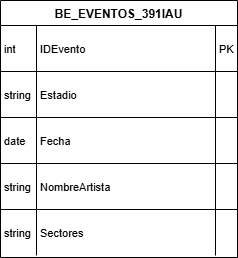 BE_EVENTOS_391IAU
int IDEvento PK
string Estadio
date Fecha
string NombreArtista
string Sectores